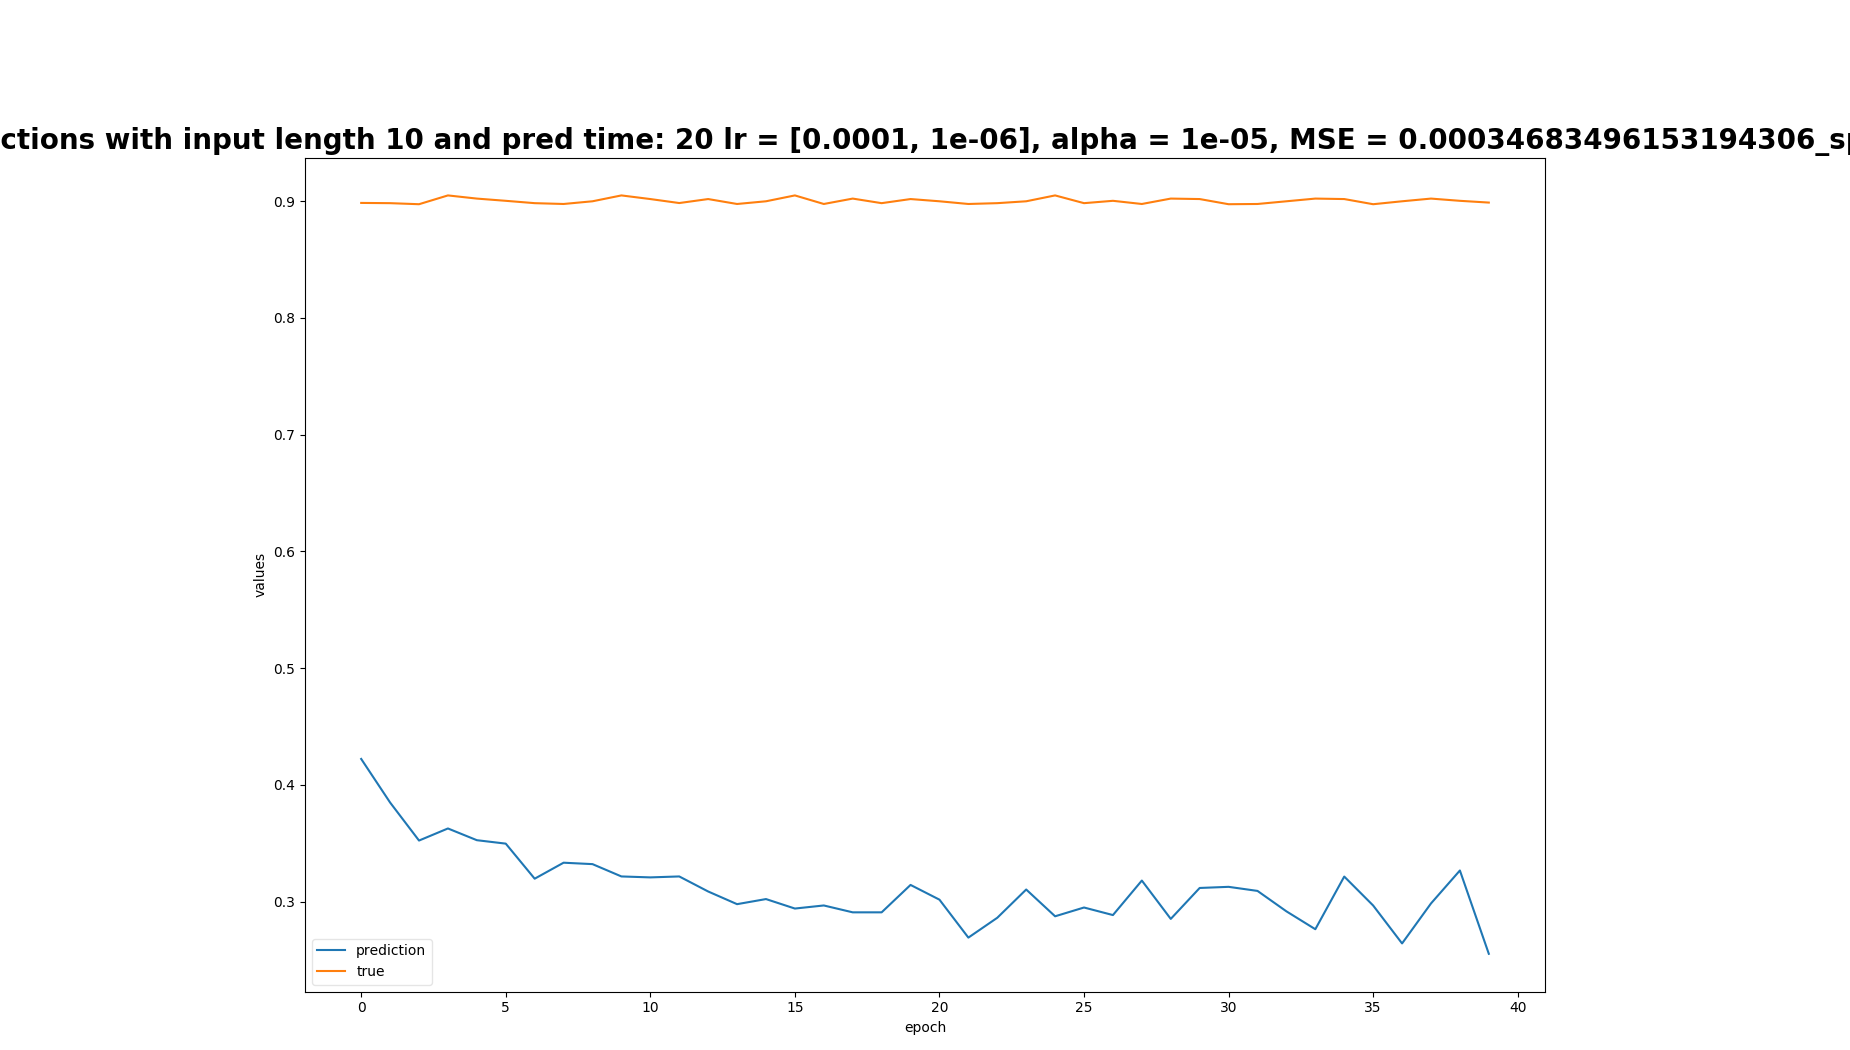 ctions with input length 10 and pred time: 20 lr = [0.0001, 1e-06], alpha = 1e-05, MSE = 0.00034683496153194306_sp
0.9
0.8
0.7
0.6
0.5
0.4
0.3
values
prediction
true
0 5 10 15 20 25 30 35 40
epoch